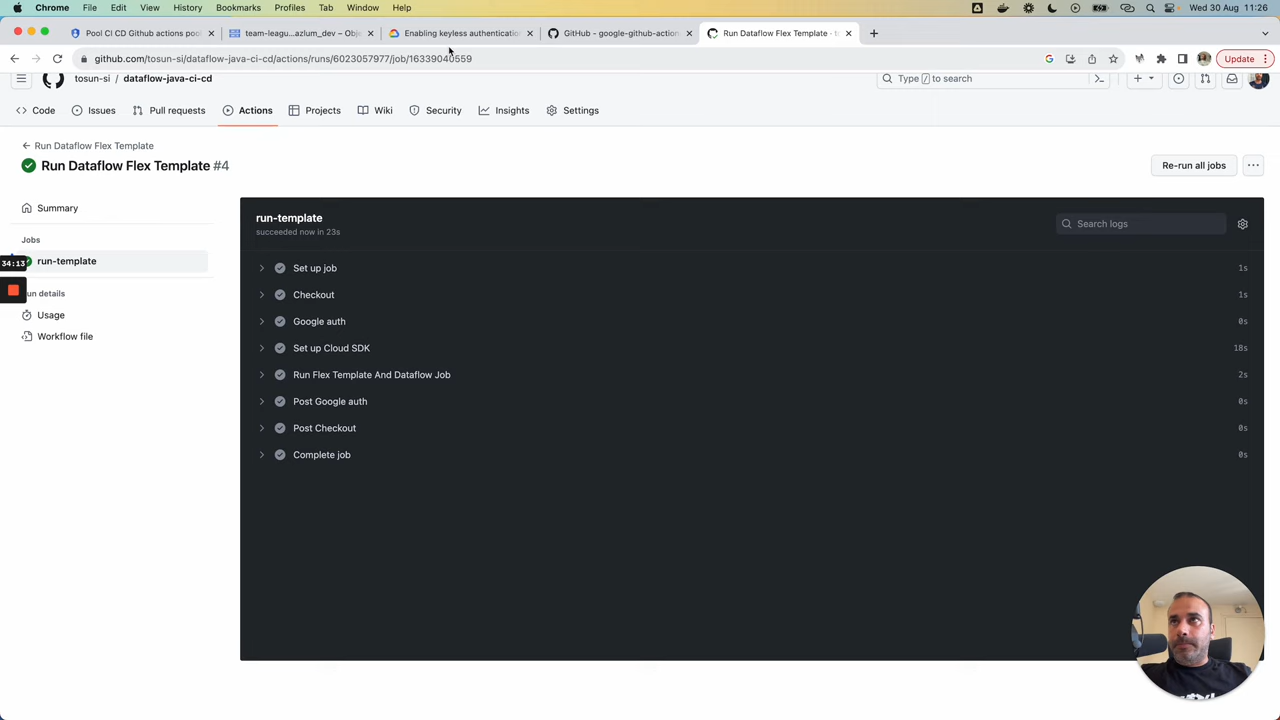 Chrome File Edit View History Bookmarks Profiles Tab Window Help Wed 30 Aug 11:26
Pool CI CD Github actions pool
team-leagu...azlum_dev – Obje
Enabling keyless authenticatio
GitHub - google-github-action
Run Dataflow Flex Template · t
github.com/tosun-si/dataflow-java-ci-cd/actions/runs/6023057977/job/16339040559
Update
tosun-si / dataflow-java-ci-cd
Type / to search
Code Issues Pull requests Actions Projects Wiki Security Insights Settings
Run Dataflow Flex Template
Run Dataflow Flex Template #4
Re-run all jobs
Summary
Jobs
run-template
34:13
un details
Usage
Workflow file
run-template
succeeded now in 23s
Search logs
Set up job 1s
Checkout 1s
Google auth 0s
Set up Cloud SDK 18s
Run Flex Template And Dataflow Job 2s
Post Google auth 0s
Post Checkout 0s
Complete job 0s